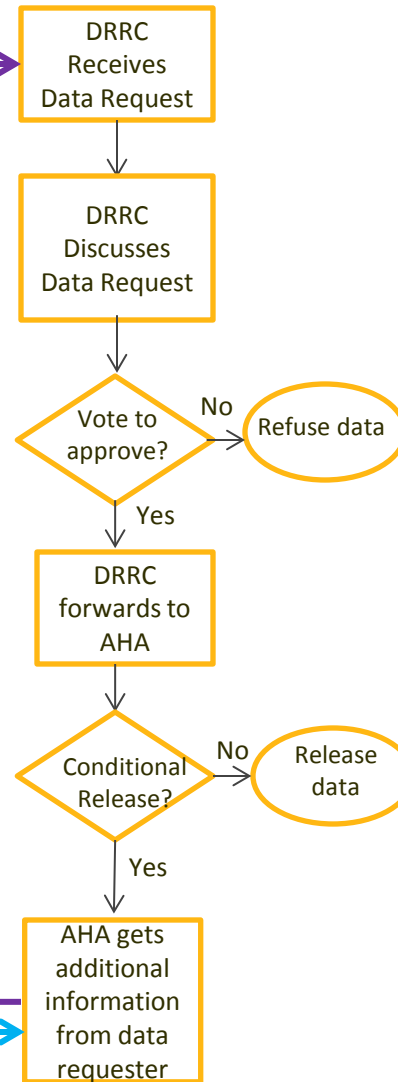 DRRC
Receives
Data Request
DRRC
Discusses
Data Request
Vote to
approve?
No
Refuse data
Yes
DRRC
forwards to
AHA
Conditional
Release?
No
Release
data
Yes
AHA gets
additional
information
from data
requester